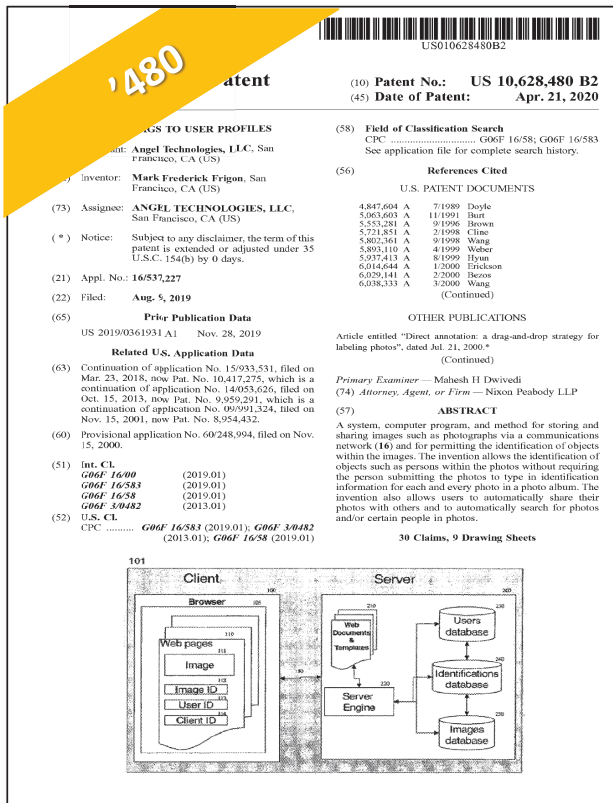 '480
US010628480B2
atent
(10) Patent No.: US 10,628,480 B2
(45) Date of Patent: Apr. 21, 2020
GS TO USER PROFILES
ant: Angel Technologies, LLC, San
Francisco, CA (US)
Inventor: Mark Frederick Frigon, San
Francisco, CA (US)
(73) Assignee: ANGEL TECHNOLOGIES, LLC,
San Francisco, CA (US)
( * ) Notice: Subject to any disclaimer, the term of this
patent is extended or adjusted under 35
U.S.C. 154(b) by 0 days.
(21) Appl. No.: 16/537,227
(22) Filed: Aug. 9, 2019
(65) Prior Publication Data
US 2019/0361931 A1 Nov. 28, 2019
Related U.S. Application Data
(63) Continuation of application No. 15/933,531, filed on
Mar. 23, 2018, now Pat. No. 10,417,275, which is a
continuation of application No. 14/053,626, filed on
Oct. 15, 2013, now Pat. No. 9,959,291, which is a
continuation of application No. 09/991,324, filed on
Nov. 15, 2001, now Pat. No. 8,954,432.
(60) Provisional application No. 60/248,994, filed on Nov.
15, 2000.
(51) Int. Cl.
G06F 16/00 (2019.01)
G06F 16/583 (2019.01)
G06F 16/58 (2019.01)
G06F 3/0482 (2013.01)
(52) U.S. Cl.
CPC .......... G06F 16/583 (2019.01); G06F 3/0482
(2013.01); G06F 16/58 (2019.01)
(58) Field of Classification Search
CPC .............................. G06F 16/58; G06F 16/583
See application file for complete search history.
(56) References Cited
U.S. PATENT DOCUMENTS
4,847,604 A 7/1989 Doyle
5,063,603 A 11/1991 Burt
5,553,281 A 9/1996 Brown
5,721,851 A 2/1998 Cline
5,802,361 A 9/1998 Wang
5,893,110 A 4/1999 Weber
5,937,413 A 8/1999 Hyun
6,014,644 A 1/2000 Erickson
6,029,141 A 2/2000 Bezos
6,038,333 A 3/2000 Wang
(Continued)
OTHER PUBLICATIONS
Article entitled "Direct annotation: a drag-and-drop strategy for
labeling photos", dated Jul. 21, 2000.*
(Continued)
Primary Examiner — Mahesh H Dwivedi
(74) Attorney, Agent, or Firm — Nixon Peabody LLP
(57) ABSTRACT
A system, computer program, and method for storing and
sharing images such as photographs via a communications
network (16) and for permitting the identification of objects
within the images. The invention allows the identification of
objects such as persons within the photos without requiring
the person submitting the photos to type in identification
information for each and every photo in a photo album. The
invention also allows users to automatically share their
photos with others and to automatically search for photos
and/or certain people in photos.
30 Claims, 9 Drawing Sheets
101
Client
100
Browser
105
110
Web pages
111
Image
112
Image ID
113
User ID
114
Client ID
50
Server
200
210
Web
Documents
&
Templates
220
Server
Engine
230
Users
database
240
Identifications
database
250
Images
database